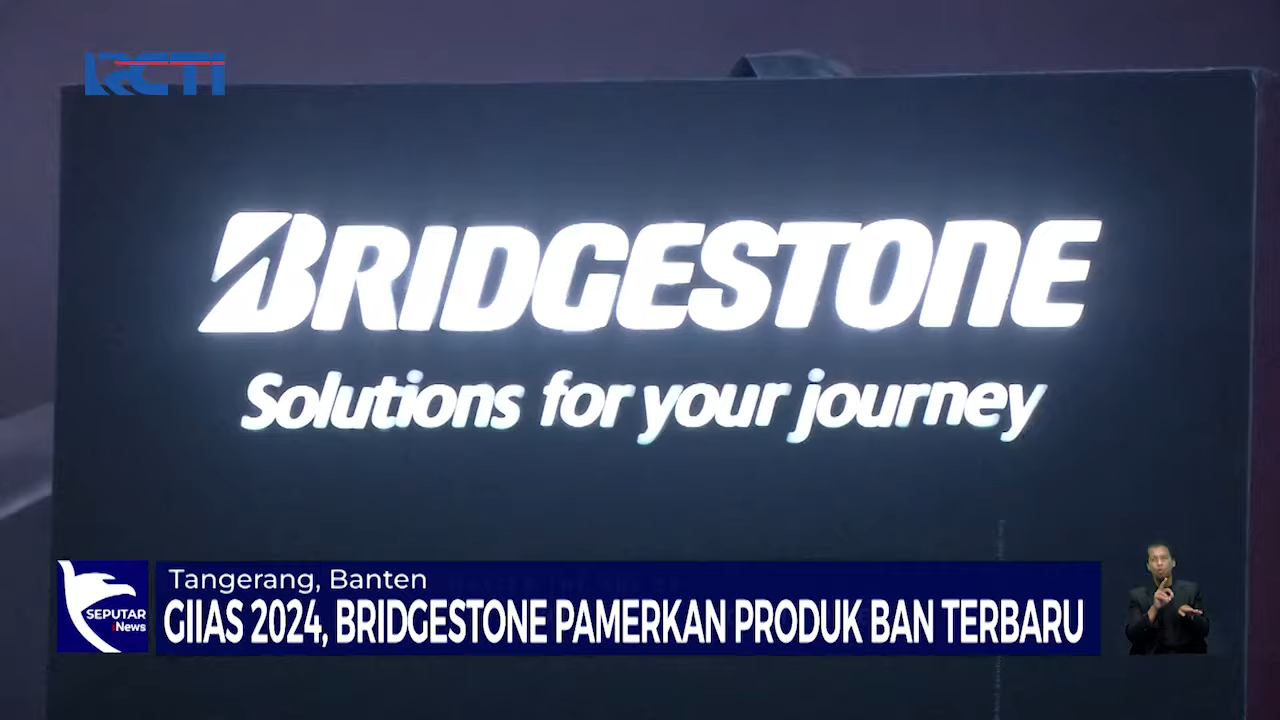 RCTI
BRIDGESTONE
Solutions for your journey
Tangerang, Banten
SEPUTAR
iNews
GIIAS 2024, BRIDGESTONE PAMERKAN PRODUK BAN TERBARU